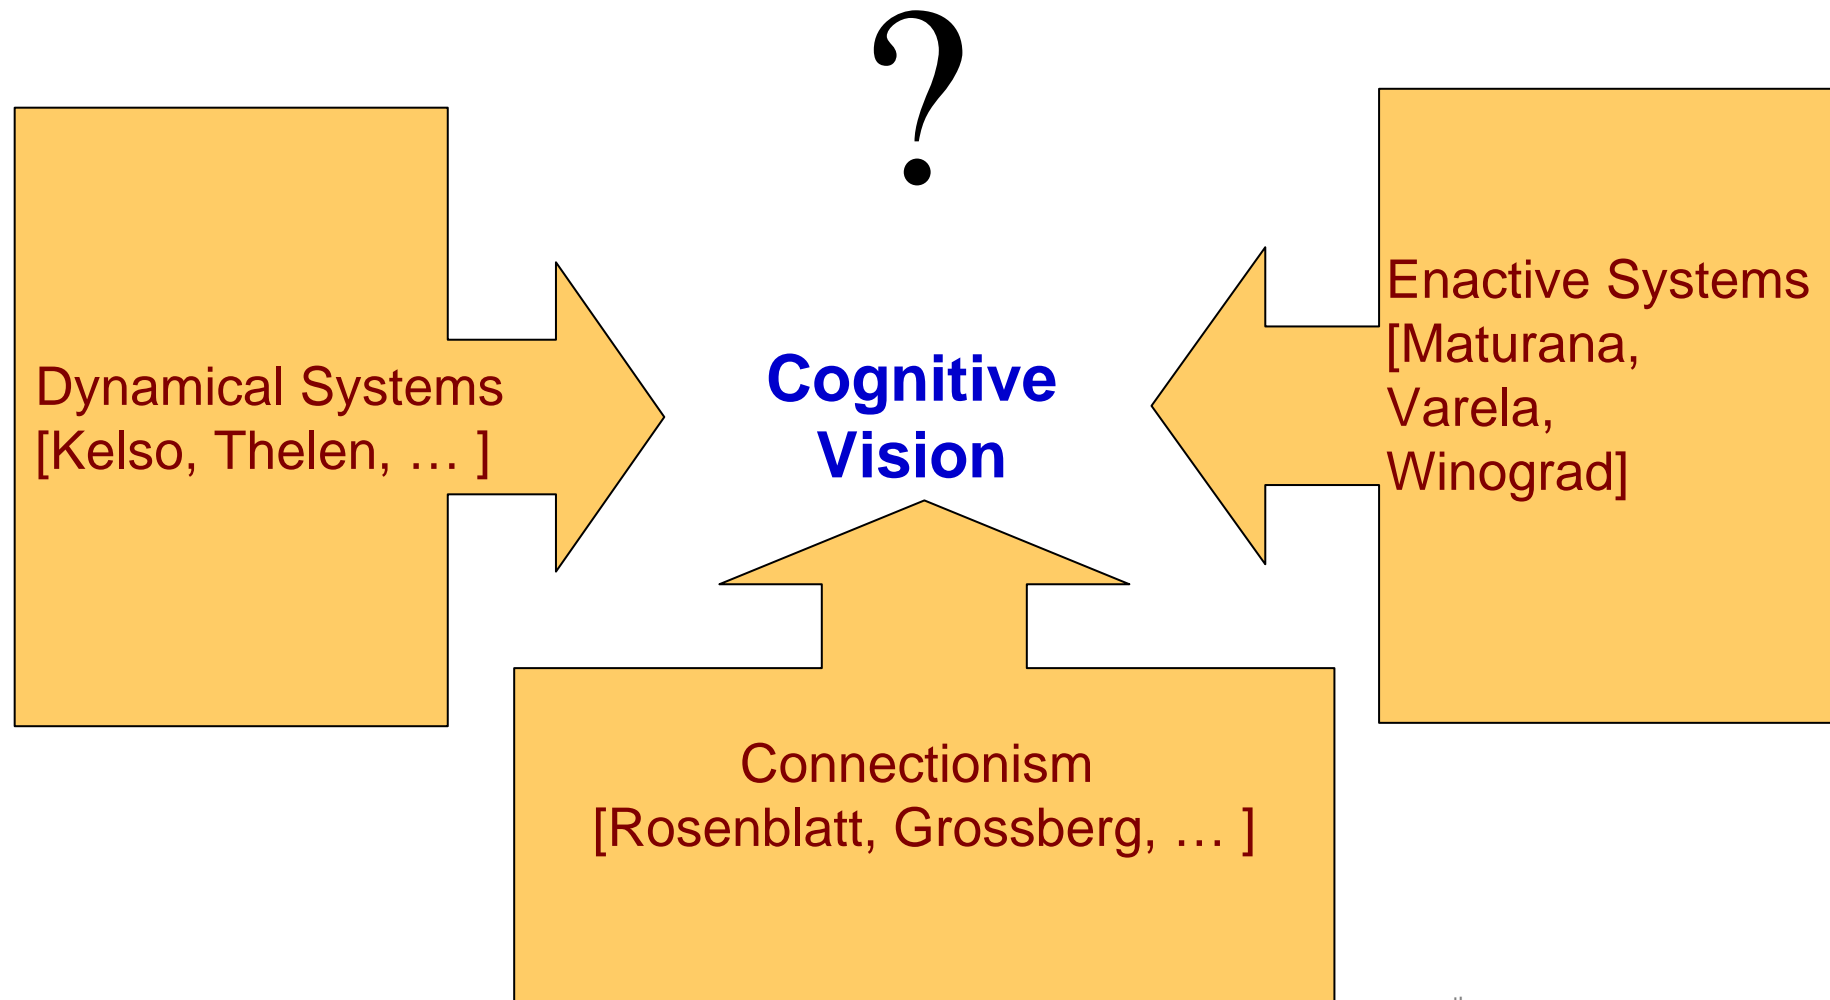 ?
Dynamical Systems
[Kelso, Thelen, … ]
Cognitive
Vision
Enactive Systems
[Maturana,
Varela,
Winograd]
Connectionism
[Rosenblatt, Grossberg, … ]